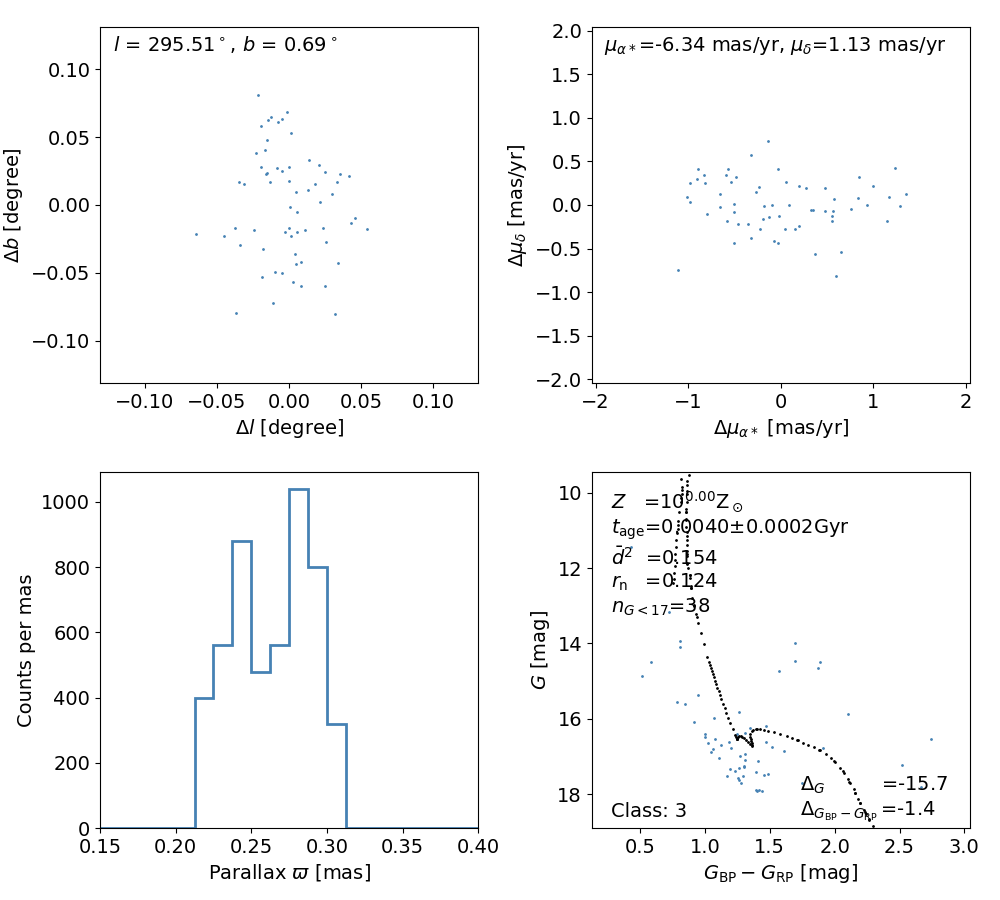 l = 295.51°, b = 0.69°
0.10
0.05
0.00
−0.05
−0.10
Δb [degree]
−0.10 −0.05 0.00 0.05 0.10
Δl [degree]
μα*=-6.34 mas/yr, μδ=1.13 mas/yr
2.0
1.5
1.0
0.5
0.0
−0.5
−1.0
−1.5
−2.0
Δμδ [mas/yr]
−2 −1 0 1 2
Δμα* [mas/yr]
1000
800
600
400
200
0
Counts per mas
0.15 0.20 0.25 0.30 0.35 0.40
Parallax ϖ [mas]
Z =10^0.00 Z⊙
tage=0.0040±0.0002Gyr
d̄² =0.154
rn =0.124
nG<17=38
10
12
14
16
18
G [mag]
ΔG =-15.7
Class: 3 ΔGBP−GRP =-1.4
0.5 1.0 1.5 2.0 2.5 3.0
GBP − GRP [mag]